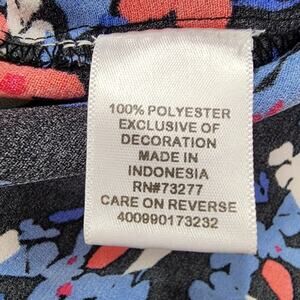 100% POLYESTER
EXCLUSIVE OF
DECORATION
MADE IN
INDONESIA
RN#73277
CARE ON REVERSE
400990173232